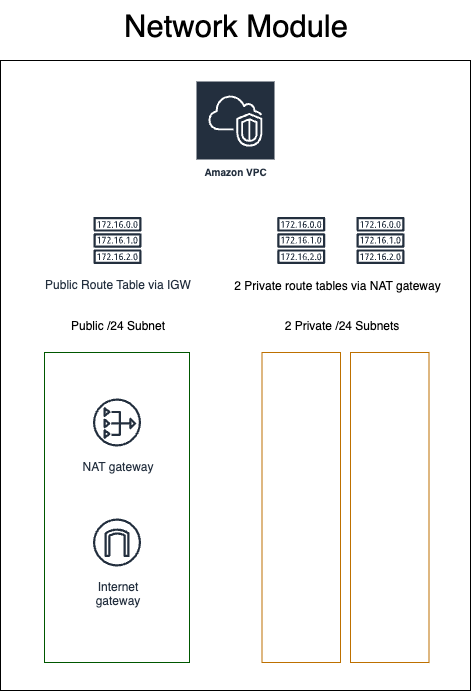 Network Module
Amazon VPC
172.16.0.0
172.16.1.0
172.16.2.0
172.16.0.0
172.16.1.0
172.16.2.0
172.16.0.0
172.16.1.0
172.16.2.0
Public Route Table via IGW
2 Private route tables via NAT gateway
Public /24 Subnet
2 Private /24 Subnets
NAT gateway
Internet
gateway